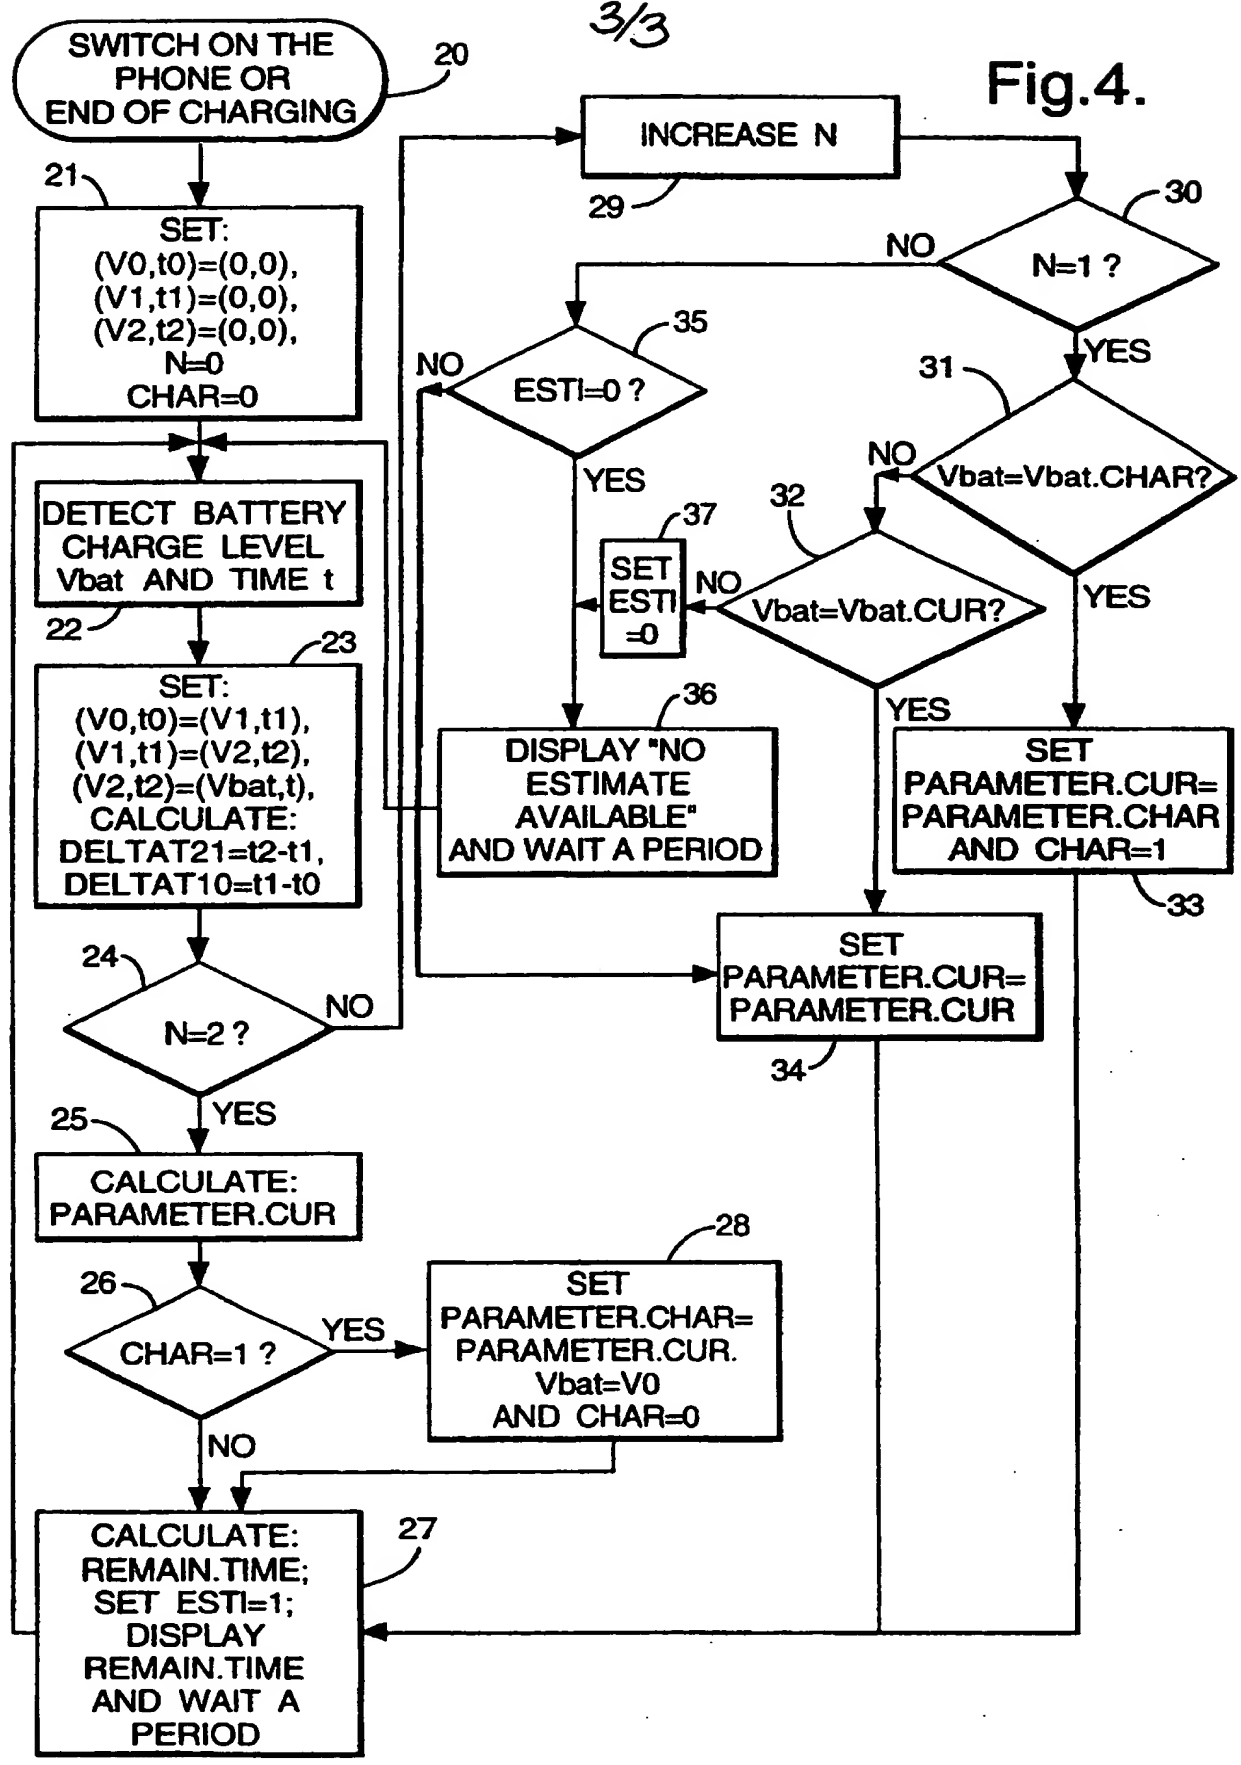 3/3
Fig.4.
SWITCH ON THE
PHONE OR
END OF CHARGING
20
21
SET:
(V0,t0)=(0,0),
(V1,t1)=(0,0),
(V2,t2)=(0,0),
N=0
CHAR=0
DETECT BATTERY
CHARGE LEVEL
Vbat AND TIME t
22
23
SET:
(V0,t0)=(V1,t1),
(V1,t1)=(V2,t2),
(V2,t2)=(Vbat,t),
CALCULATE:
DELTAT21=t2-t1,
DELTAT10=t1-t0
24
N=2 ?
NO
YES
25
CALCULATE:
PARAMETER.CUR
26
CHAR=1 ?
YES
NO
28
SET
PARAMETER.CHAR=
PARAMETER.CUR.
Vbat=V0
AND CHAR=0
27
CALCULATE:
REMAIN.TIME;
SET ESTI=1;
DISPLAY
REMAIN.TIME
AND WAIT A
PERIOD
INCREASE N
29
30
N=1 ?
NO
YES
35
ESTI=0 ?
NO
YES
31
Vbat=Vbat.CHAR?
NO
YES
32
Vbat=Vbat.CUR?
NO
YES
37
SET
ESTI
=0
36
DISPLAY "NO
ESTIMATE
AVAILABLE"
AND WAIT A PERIOD
SET
PARAMETER.CUR=
PARAMETER.CHAR
AND CHAR=1
33
SET
PARAMETER.CUR=
PARAMETER.CUR
34